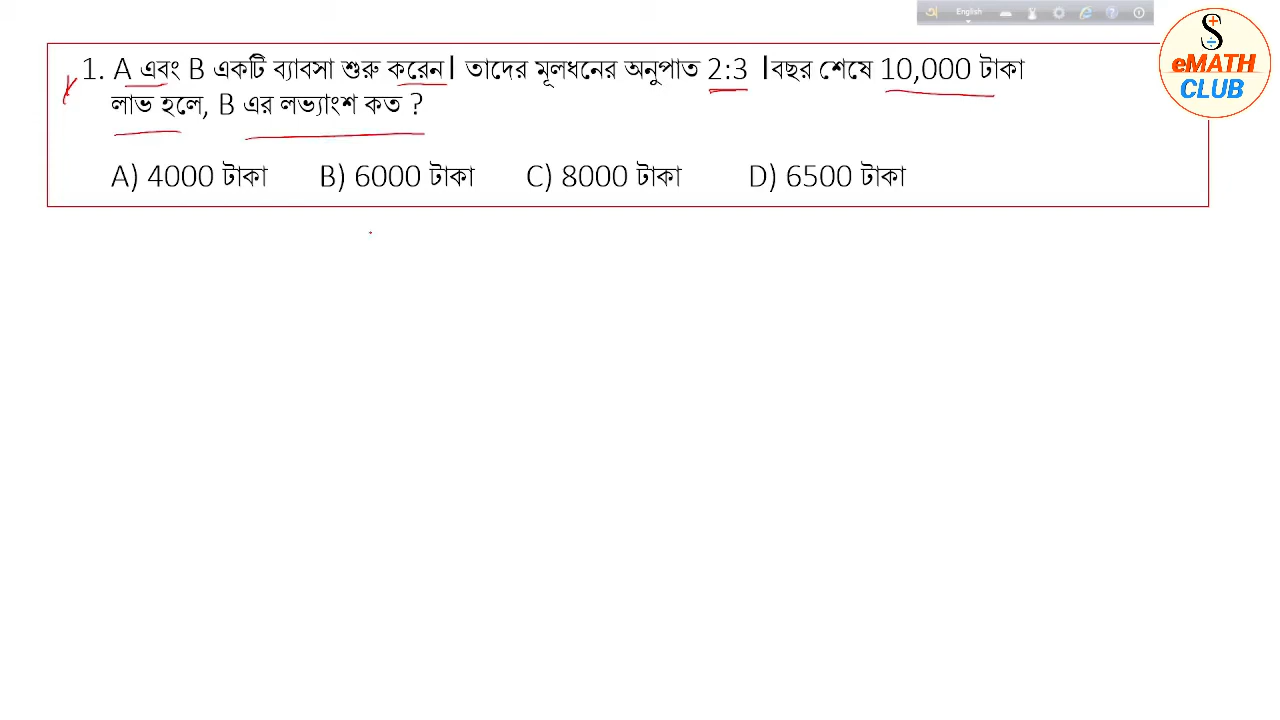 English
1. A এবং B একটি ব্যাবসা শুরু করেন। তাদের মূলধনের অনুপাত 2:3 ।বছর শেষে 10,000 টাকা
লাভ হলে, B এর লভ্যাংশ কত ?
A) 4000 টাকা B) 6000 টাকা C) 8000 টাকা D) 6500 টাকা
eMATH
CLUB